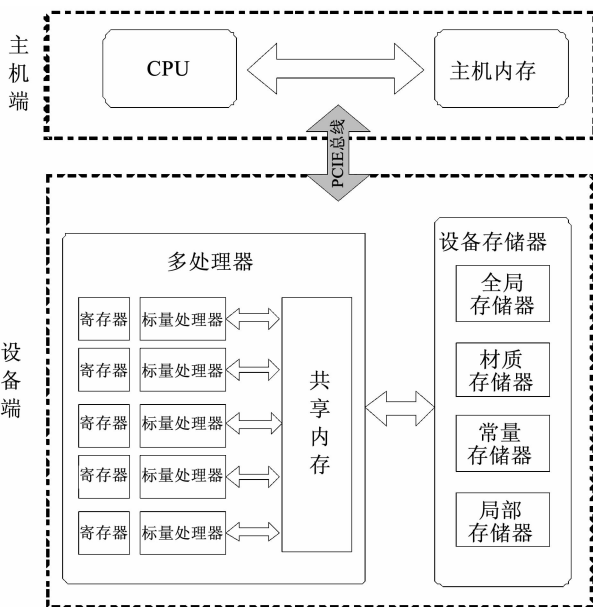 主机端
CPU
主机内存
PCIE总线
设备端
多处理器
寄存器
标量处理器
寄存器
标量处理器
寄存器
标量处理器
寄存器
标量处理器
寄存器
标量处理器
共享内存
设备存储器
全局
存储器
材质
存储器
常量
存储器
局部
存储器